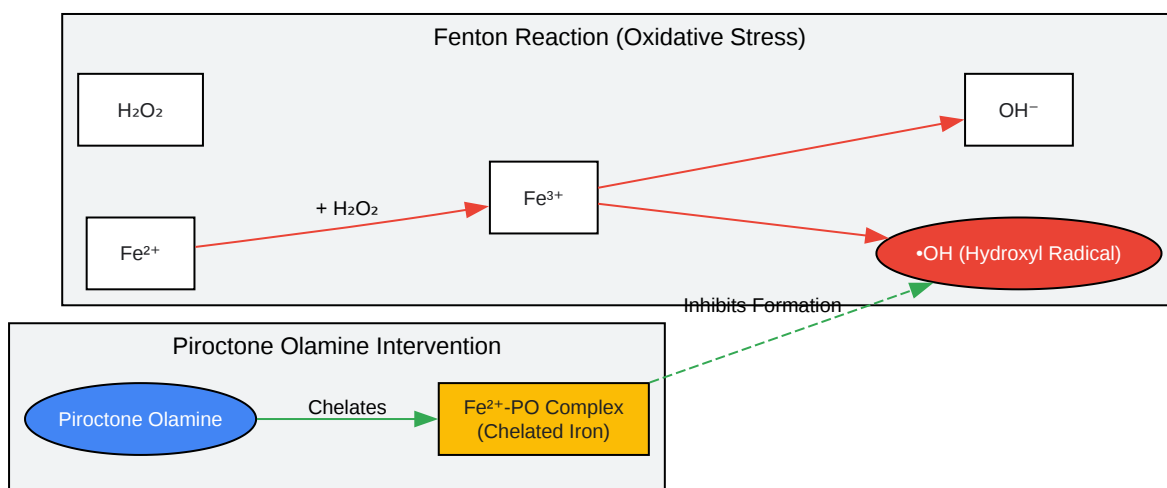 Fenton Reaction (Oxidative Stress)
H₂O₂
OH⁻
+ H₂O₂
Fe³⁺
Fe²⁺
•OH (Hydroxyl Radical)
Inhibits Formation
Piroctone Olamine Intervention
Piroctone Olamine
Chelates
Fe²⁺-PO Complex
(Chelated Iron)